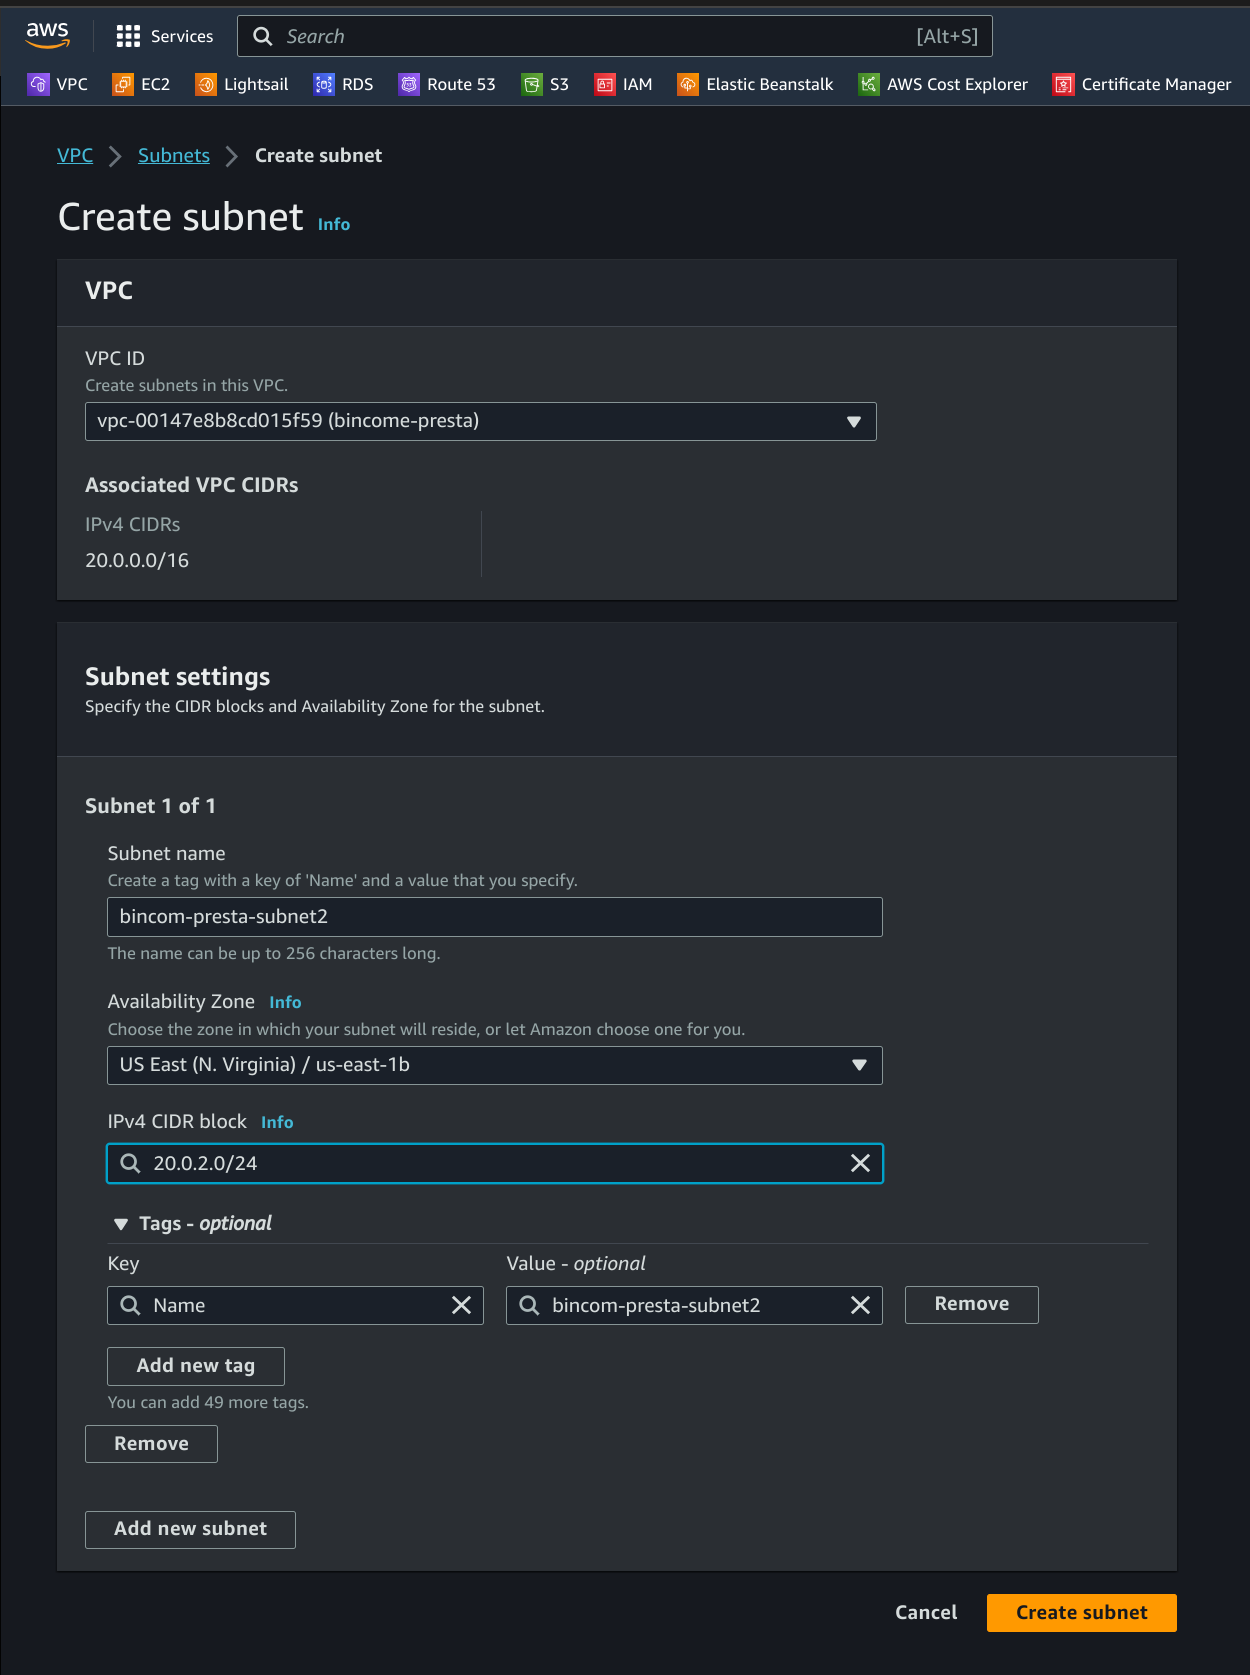 aws Services Search [Alt+S]
VPC EC2 Lightsail RDS Route 53 S3 IAM Elastic Beanstalk AWS Cost Explorer Certificate Manager
VPC > Subnets > Create subnet
Create subnet Info
VPC
VPC ID
Create subnets in this VPC.
vpc-00147e8b8cd015f59 (bincome-presta)
Associated VPC CIDRs
IPv4 CIDRs
20.0.0.0/16
Subnet settings
Specify the CIDR blocks and Availability Zone for the subnet.
Subnet 1 of 1
Subnet name
Create a tag with a key of 'Name' and a value that you specify.
bincom-presta-subnet2
The name can be up to 256 characters long.
Availability Zone Info
Choose the zone in which your subnet will reside, or let Amazon choose one for you.
US East (N. Virginia) / us-east-1b
IPv4 CIDR block Info
20.0.2.0/24
Tags - optional
Key Value - optional
Name bincom-presta-subnet2 Remove
Add new tag
You can add 49 more tags.
Remove
Add new subnet
Cancel Create subnet